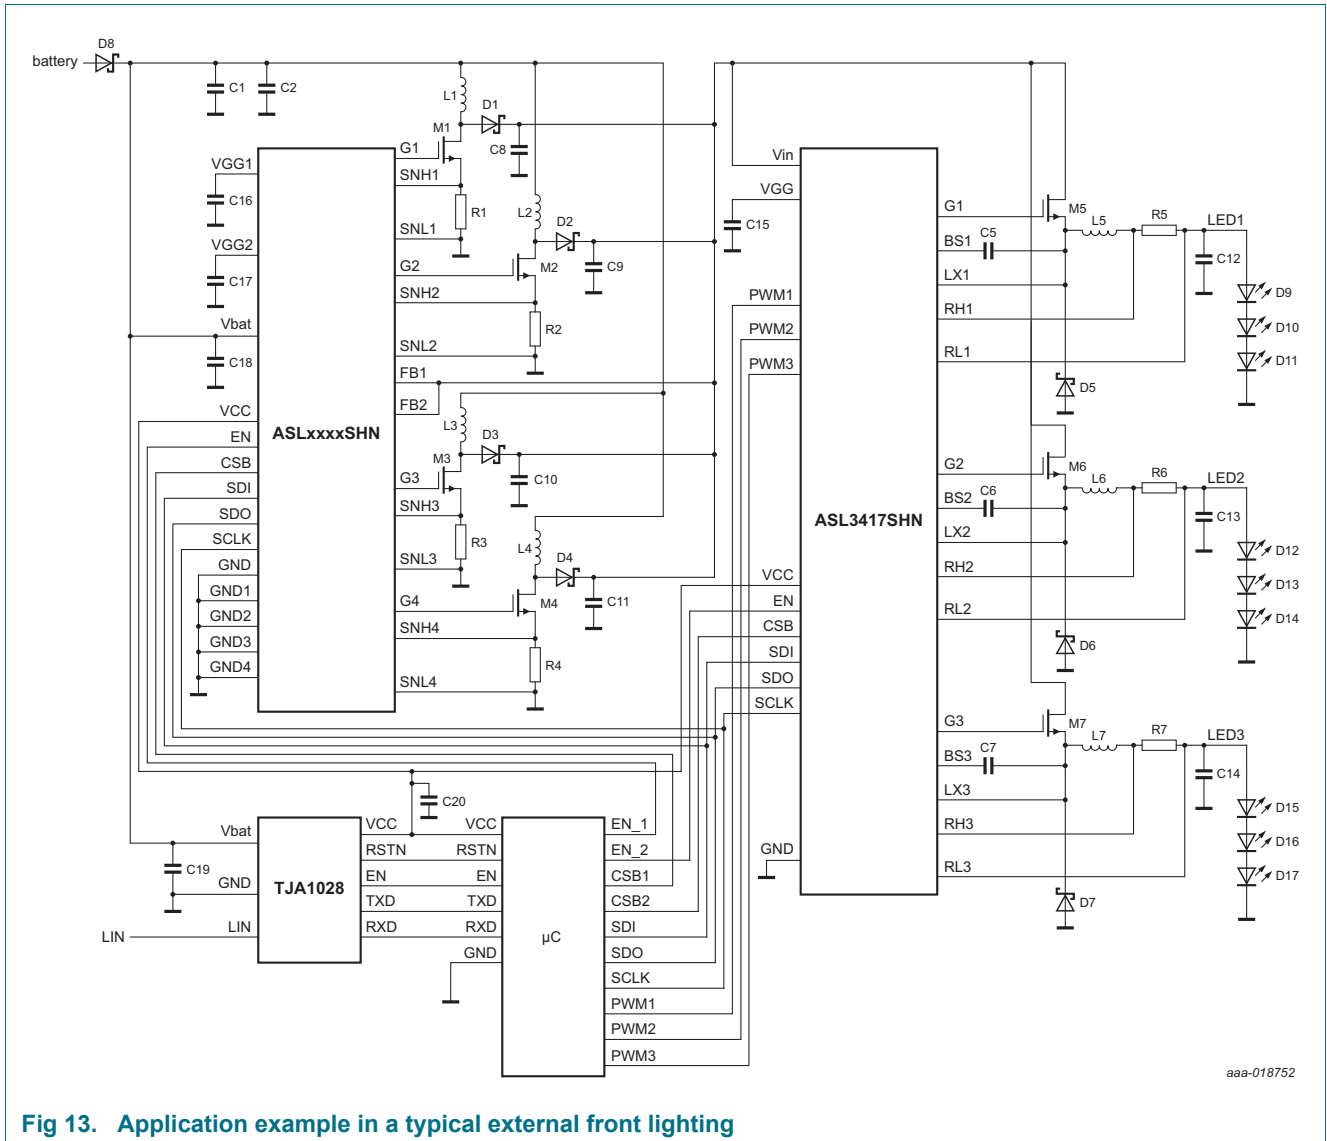 battery
D8
C1
C2
L1
D1
M1
C8
L2
D2
M2
C9
VGG1
C16
VGG2
C17
Vbat
C18
VCC
EN
CSB
SDI
SDO
SCLK
GND
GND1
GND2
GND3
GND4
ASLxxxxSHN
G1
SNH1
R1
SNL1
G2
SNH2
R2
SNL2
FB1
FB2
L3
D3
M3
G3
C10
SNH3
R3
SNL3
L4
D4
M4
C11
G4
SNH4
R4
SNL4
Vin
VGG
C15
PWM1
PWM2
PWM3
VCC
EN
CSB
SDI
SDO
SCLK
GND
ASL3417SHN
G1
M5
BS1
C5
L5
R5
LED1
C12
LX1
RH1
RL1
D5
D9
D10
D11
G2
M6
BS2
C6
L6
R6
LED2
C13
LX2
RH2
RL2
D6
D12
D13
D14
G3
M7
BS3
C7
L7
R7
LED3
C14
LX3
RH3
RL3
D7
D15
D16
D17
C20
Vbat
C19
GND
LIN
LIN
TJA1028
VCC
RSTN
EN
TXD
RXD
VCC
RSTN
EN
TXD
RXD
GND
µC
EN_1
EN_2
CSB1
CSB2
SDI
SDO
SCLK
PWM1
PWM2
PWM3
aaa-018752
Fig 13. Application example in a typical external front lighting